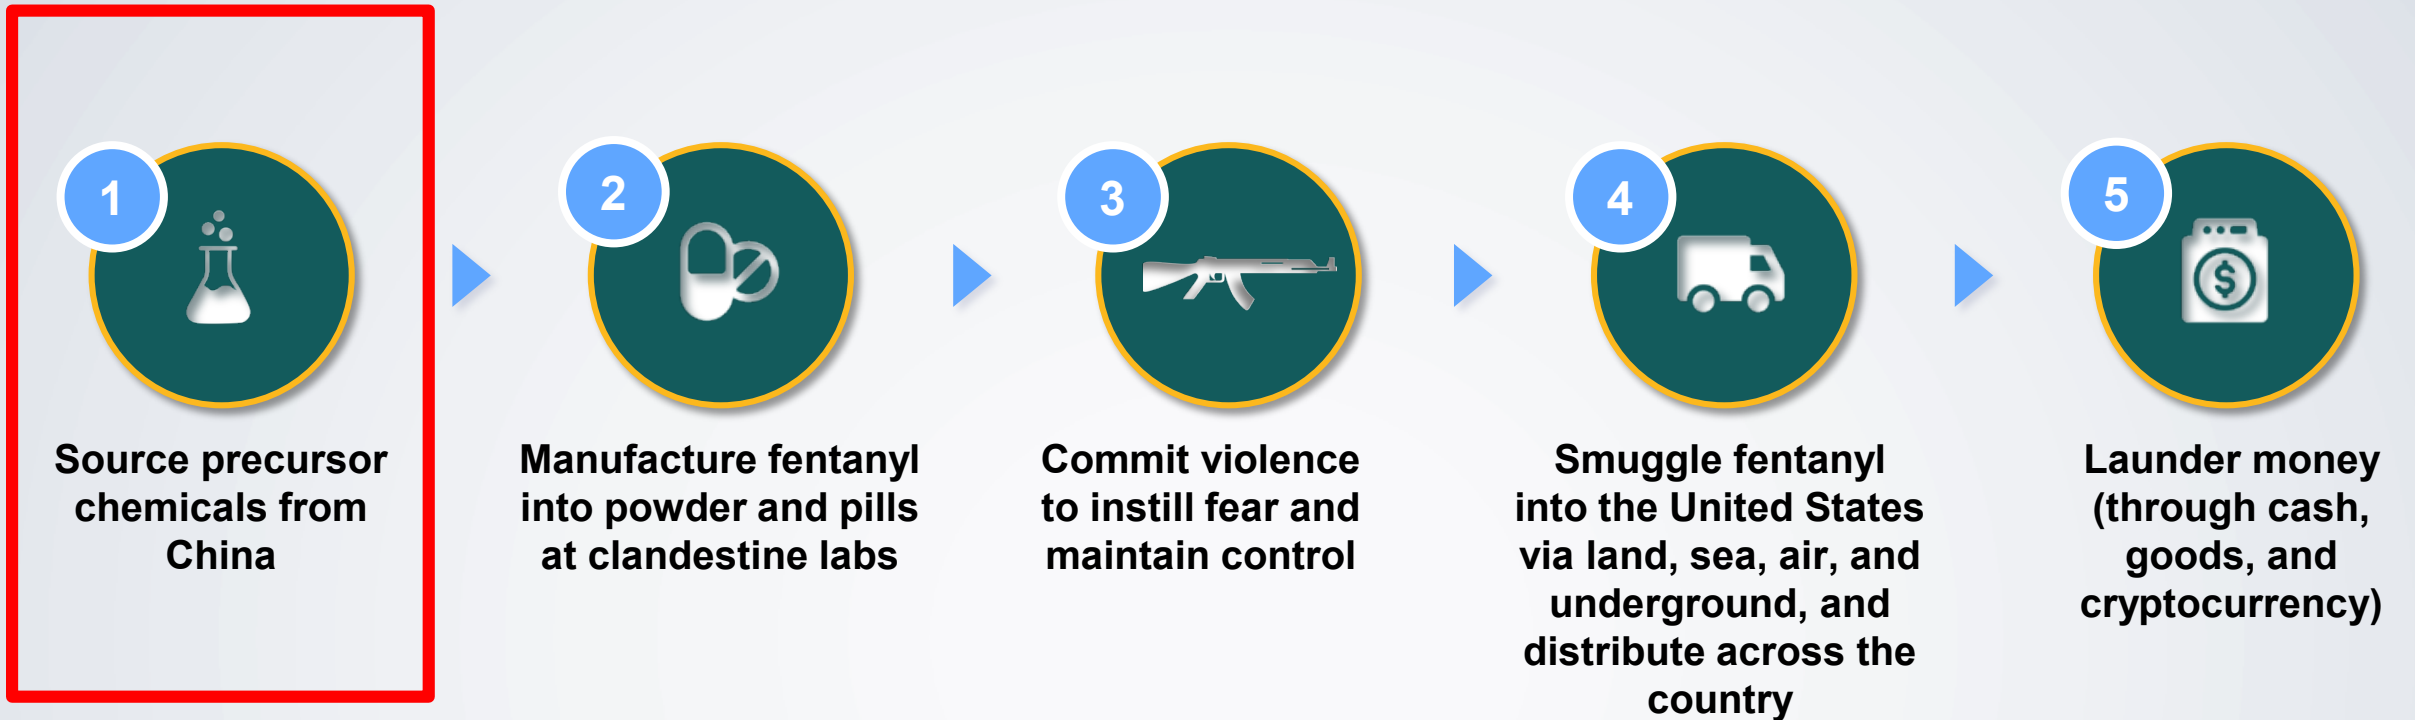 1
Source precursor
chemicals from
China
2
Manufacture fentanyl
into powder and pills
at clandestine labs
3
Commit violence
to instill fear and
maintain control
4
Smuggle fentanyl
into the United States
via land, sea, air, and
underground, and
distribute across the
country
5
$
Launder money
(through cash,
goods, and
cryptocurrency)